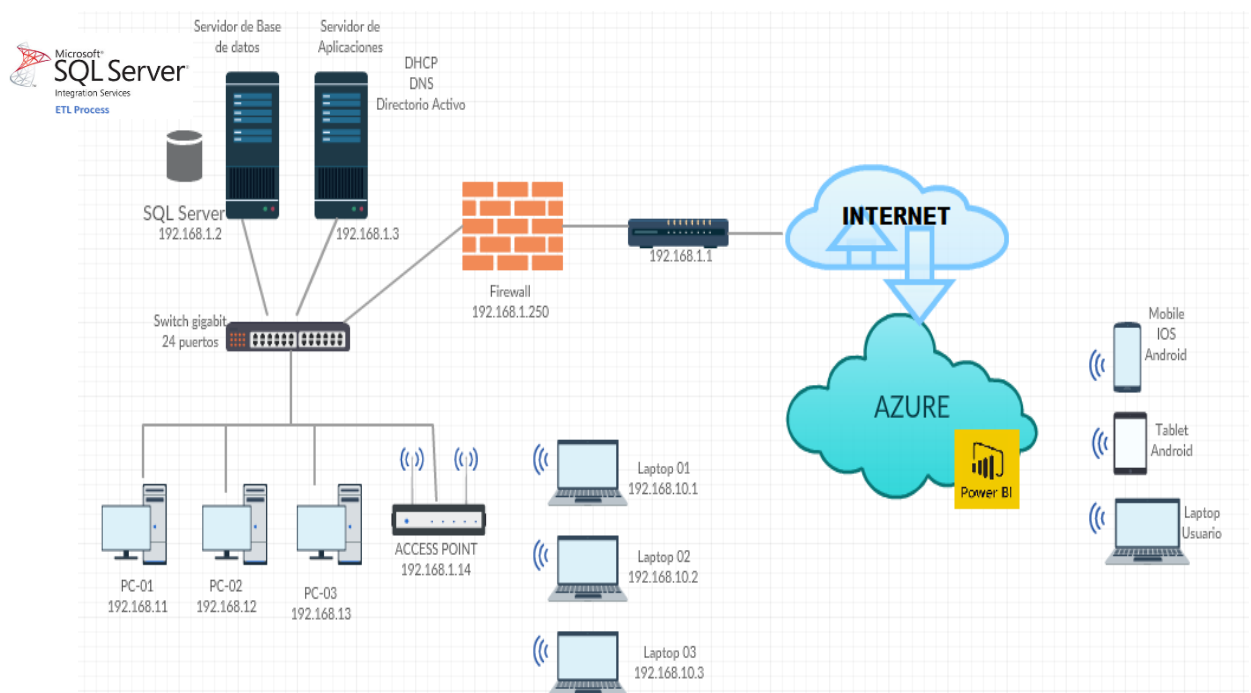 Microsoft®
SQL Server®
Integration Services
ETL Process
Servidor de Base
de datos
Servidor de
Aplicaciones
DHCP
DNS
Directorio Activo
SQL Server
192.168.1.2
192.168.1.3
Firewall
192.168.1.250
192.168.1.1
INTERNET
Switch gigabit
24 puertos
AZURE
Power BI
Mobile
IOS
Android
Tablet
Android
Laptop
Usuario
PC-01
192.168.11
PC-02
192.168.12
PC-03
192.168.13
ACCESS POINT
192.168.1.14
Laptop 01
192.168.10.1
Laptop 02
192.168.10.2
Laptop 03
192.168.10.3